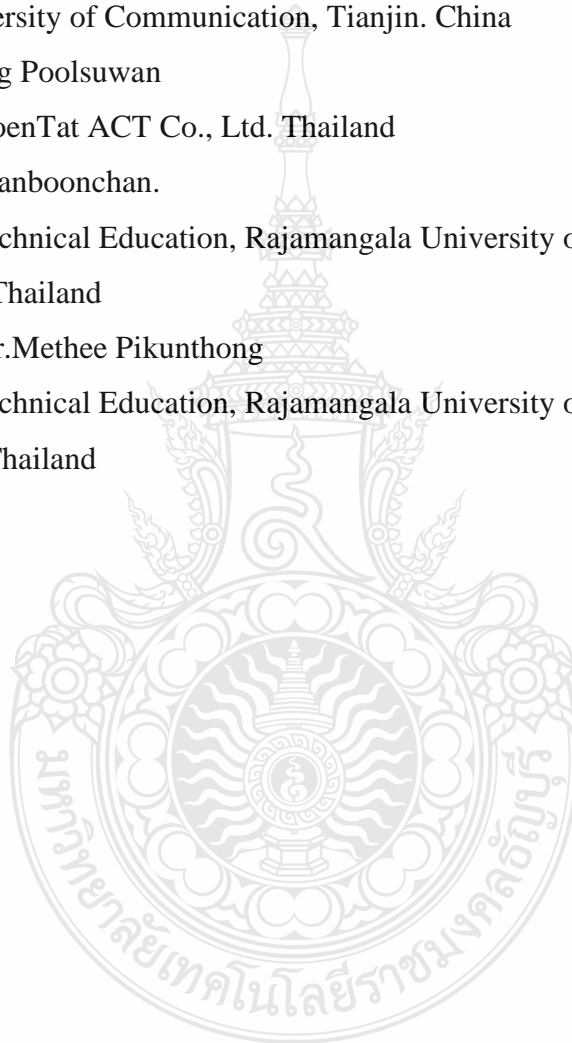 ersity of Communication, Tianjin. China
g Poolsuwan
oenTat ACT Co., Ltd. Thailand
anboonchan.
chnical Education, Rajamangala University o
Thailand
r.Methee Pikunthong
chnical Education, Rajamangala University o
Thailand
มหาวิทยาลัยเทคโนโลยีราชมงคลธัญบุรี